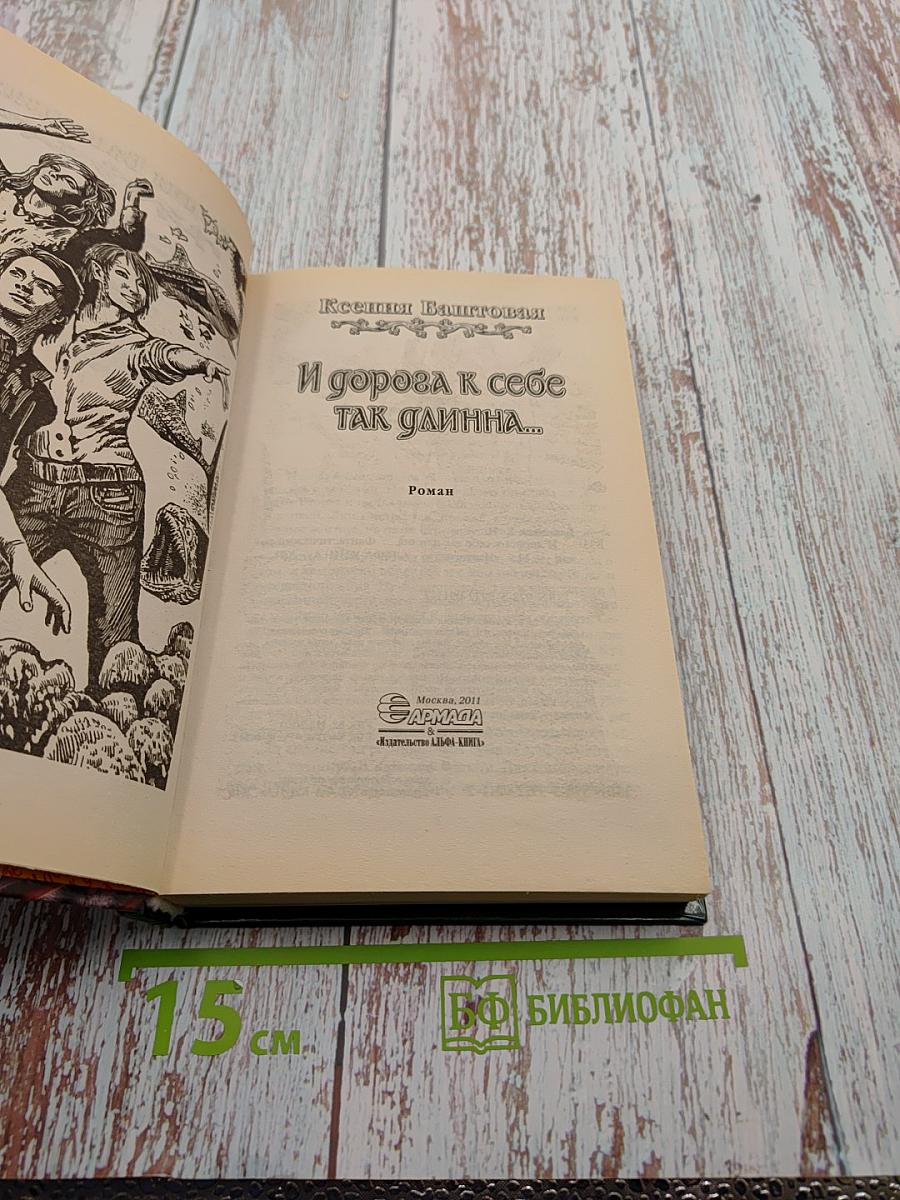 Ксения Баштовая
И дорога к себе
так длинна...
Роман
Москва, 2011
АРМАДА
&
«Издательство АЛЬФА-КНИГА»
15 см
БФ БИБЛИОФАН